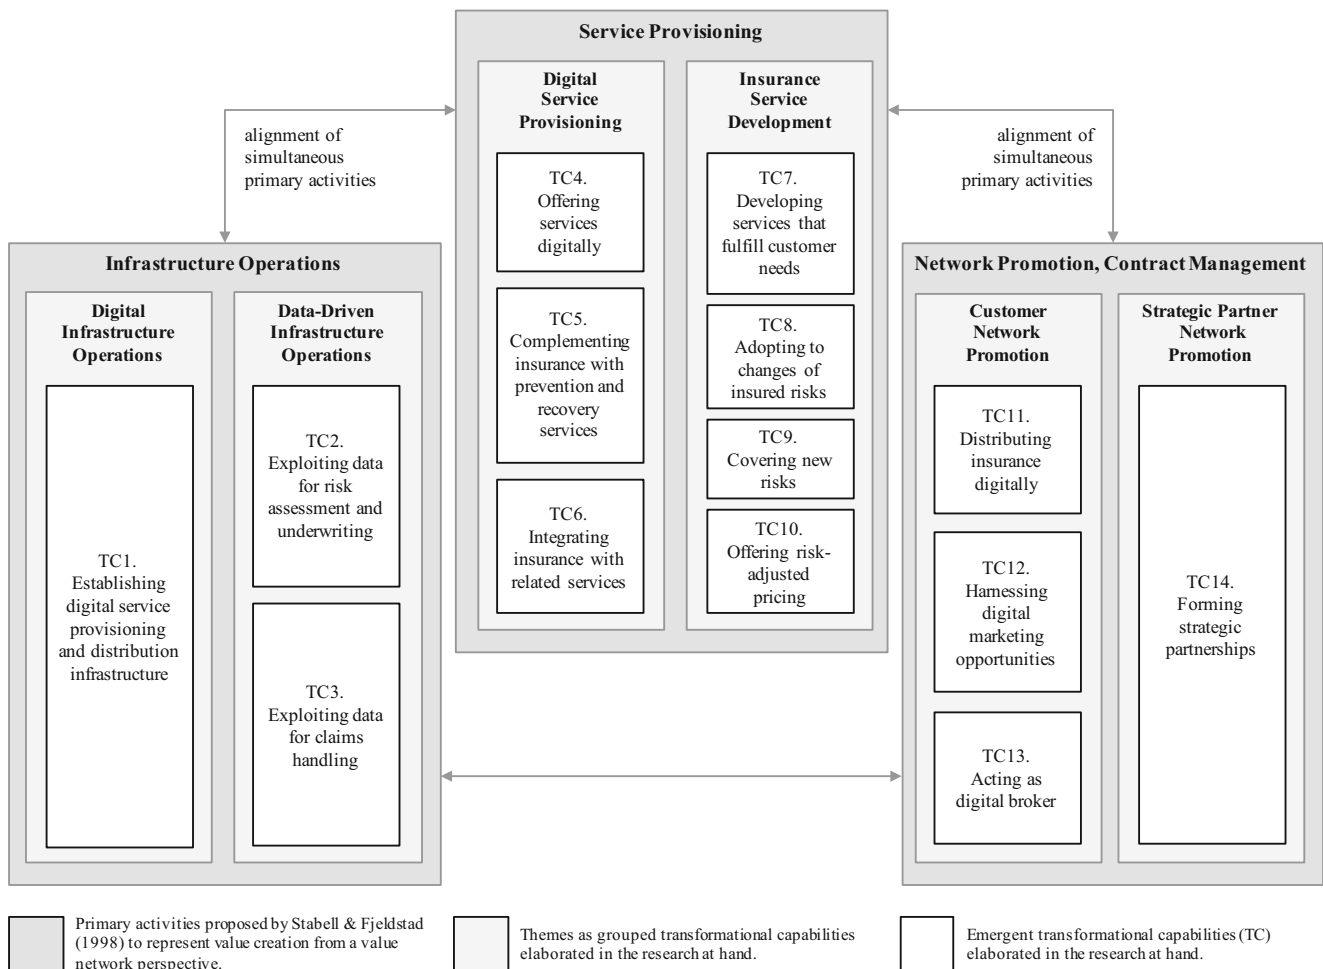 Service Provisioning
Digital
Service
Provisioning
TC4.
Offering
services
digitally
TC5.
Complementing
insurance with
prevention and
recovery
services
TC6.
Integrating
insurance with
related services
Insurance
Service
Development
TC7.
Developing
services that
fulfill customer
needs
TC8.
Adopting to
changes of
insured risks
TC9.
Covering new
risks
TC10.
Offering risk-
adjusted
pricing
alignment of
simultaneous
primary activities
alignment of
simultaneous
primary activities
Infrastructure Operations
Digital
Infrastructure
Operations
TC1.
Establishing
digital service
provisioning
and distribution
infrastructure
Data-Driven
Infrastructure
Operations
TC2.
Exploiting data
for risk
assessment and
underwriting
TC3.
Exploiting data
for claims
handling
Network Promotion, Contract Management
Customer
Network
Promotion
TC11.
Distributing
insurance
digitally
TC12.
Harnessing
digital
marketing
opportunities
TC13.
Acting as
digital broker
Strategic Partner
Network
Promotion
TC14.
Forming
strategic
partnerships
Primary activities proposed by Stabell & Fjeldstad
(1998) to represent value creation from a value
network perspective.
Themes as grouped transformational capabilities
elaborated in the research at hand.
Emergent transformational capabilities (TC)
elaborated in the research at hand.